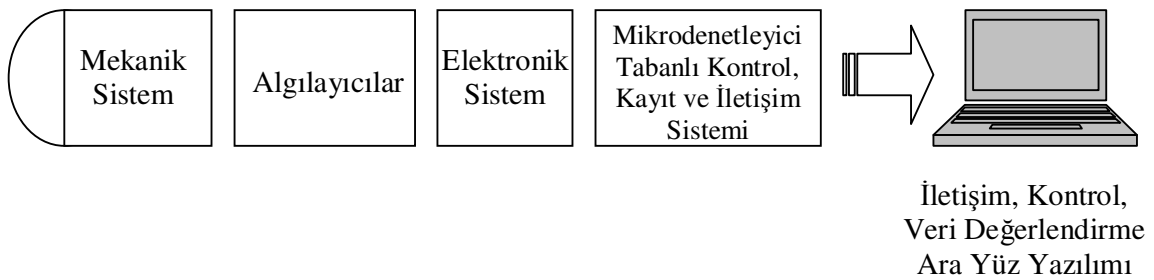 Mekanik
Sistem
Algılayıcılar
Elektronik
Sistem
Mikrodenetleyici
Tabanlı Kontrol,
Kayıt ve İletişim
Sistemi
İletişim, Kontrol,
Veri Değerlendirme
Ara Yüz Yazılımı